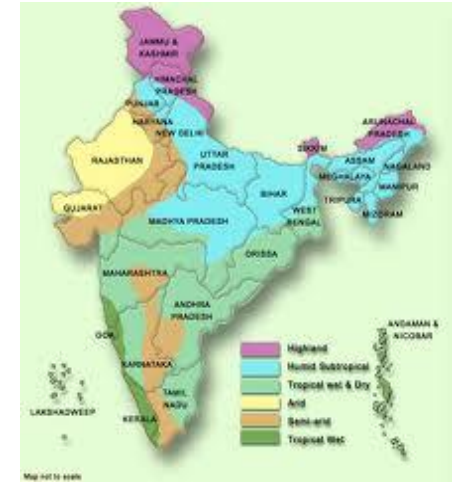 JAMMU &
KASHMIR
HIMACHAL
PRADESH
PUNJAB
HARYANA
NEW DELHI
RAJASTHAN
UTTAR
PRADESH
SIKKIM
ARUNACHAL
PRADESH
ASSAM
NAGALAND
MEGHALAYA
MANIPUR
TRIPURA
MIZORAM
BIHAR
WEST
BENGAL
GUJARAT
MADHYA PRADESH
ORISSA
MAHARASHTRA
ANDHRA
PRADESH
GOA
KARNATAKA
TAMIL
NADU
KERALA
LAKSHADWEEP
ANDAMAN &
NICOBAR
Highland
Humid Subtropical
Tropical wet & Dry
Arid
Semi-arid
Tropical Wet
Map not to scale